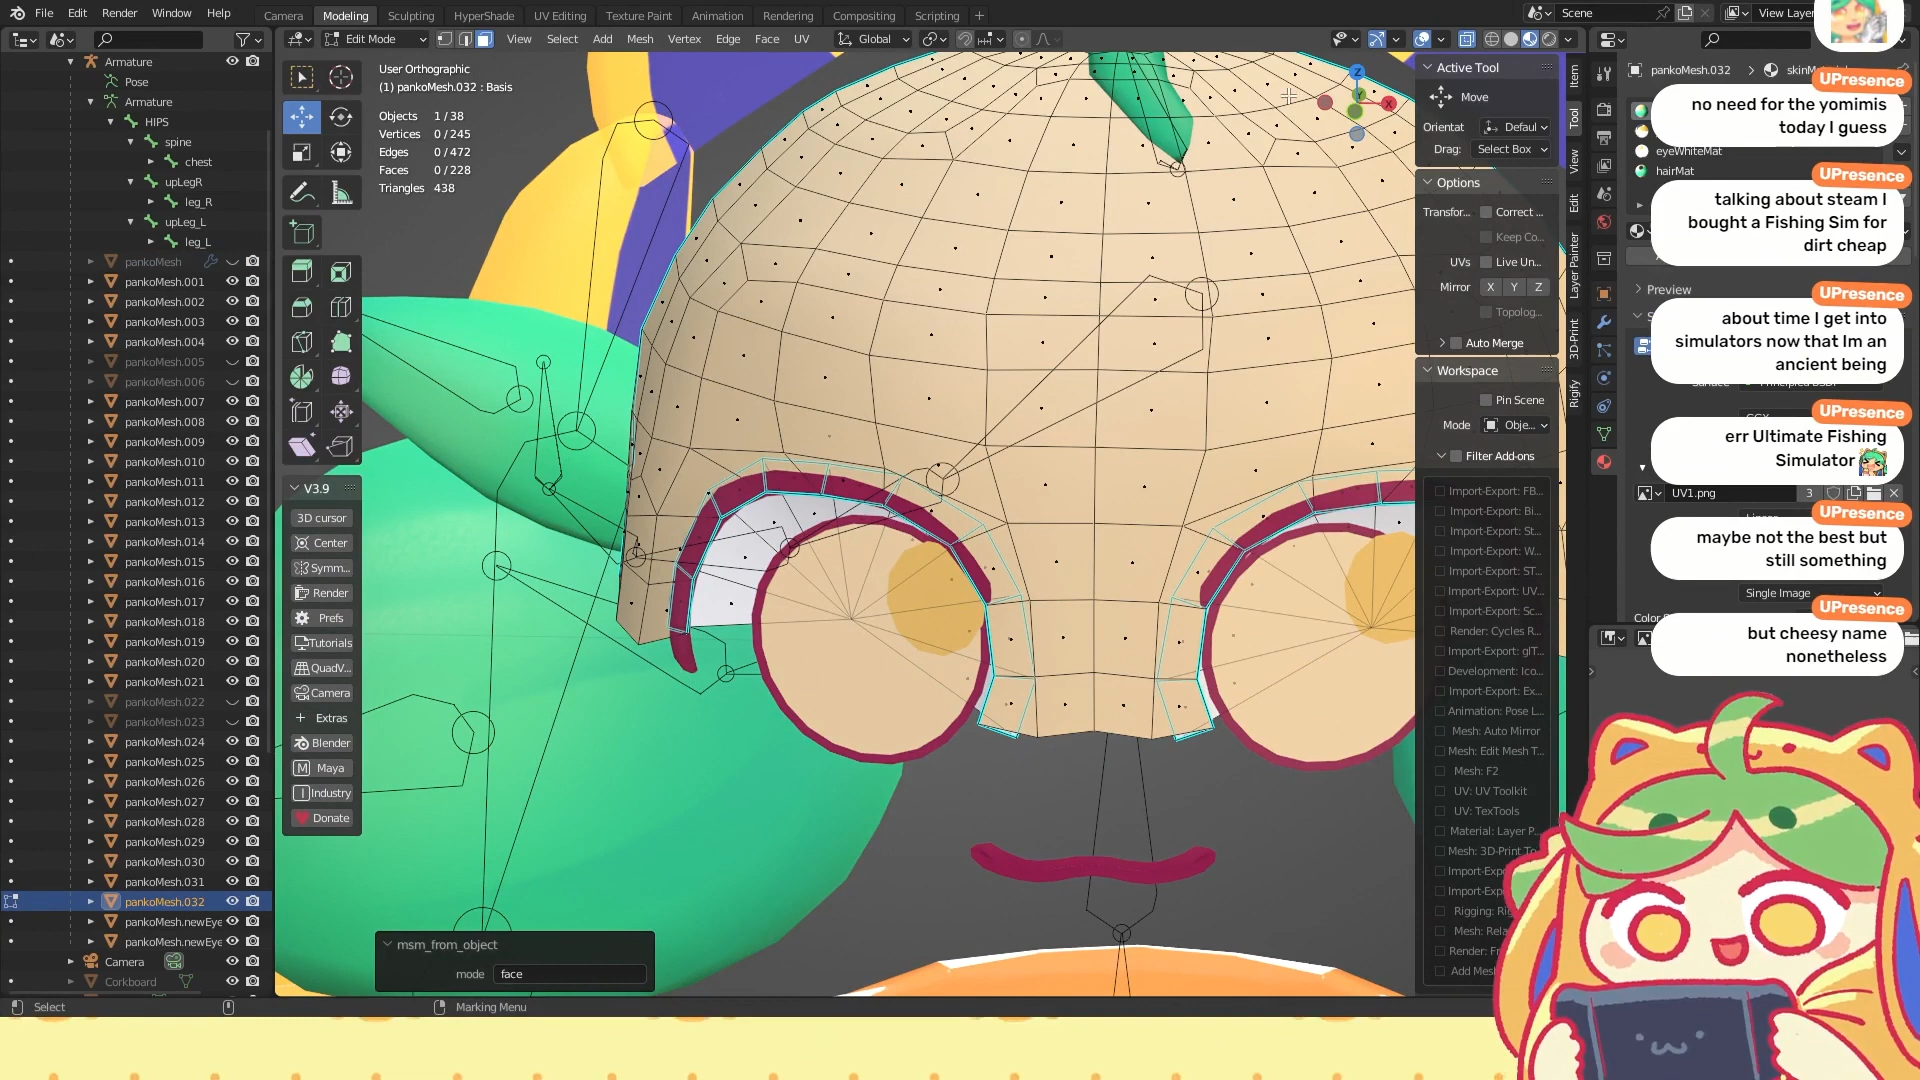 File Edit Render Window Help
Camera Modeling Sculpting HyperShade UV Editing Texture Paint Animation Rendering Compositing Scripting +
Scene
View Layer
Edit Mode
View Select Add Mesh Vertex Edge Face UV
Global
Armature
Pose
Armature
HIPS
spine
chest
upLegR
leg_R
upLeg_L
leg_L
pankoMesh
pankoMesh.001
pankoMesh.002
pankoMesh.003
pankoMesh.004
pankoMesh.005
pankoMesh.006
pankoMesh.007
pankoMesh.008
pankoMesh.009
pankoMesh.010
pankoMesh.011
pankoMesh.012
pankoMesh.013
pankoMesh.014
pankoMesh.015
pankoMesh.016
pankoMesh.017
pankoMesh.018
pankoMesh.019
pankoMesh.020
pankoMesh.021
pankoMesh.022
pankoMesh.023
pankoMesh.024
pankoMesh.025
pankoMesh.026
pankoMesh.027
pankoMesh.028
pankoMesh.029
pankoMesh.030
pankoMesh.031
pankoMesh.032
pankoMesh.newEye
pankoMesh.newEye
Camera
Corkboard
User Orthographic
(1) pankoMesh.032 : Basis
Objects 1 / 38
Vertices 0 / 245
Edges 0 / 472
Faces 0 / 228
Triangles 438
V3.9
3D cursor
Center
Symm...
Render
Prefs
Tutorials
QuadV...
Camera
Extras
Blender
Maya
Industry
Donate
msm_from_object
mode face
Z
Y
X
Active Tool
Move
Orientat Defaul
Drag: Select Box
Options
Transfor... Correct ...
Keep Co...
UVs Live Un...
Mirror X Y Z
Topolog...
Auto Merge
Workspace
Pin Scene
Mode Obje...
Filter Add-ons
Import-Export: FB...
Import-Export: Bi...
Import-Export: St...
Import-Export: W...
Import-Export: ST...
Import-Export: UV...
Import-Export: Sc...
Render: Cycles R...
Import-Export: glT...
Development: Ico...
Import-Export: Ex...
Animation: Pose L...
Mesh: Auto Mirror
Mesh: Edit Mesh T...
Mesh: F2
UV: UV Toolkit
UV: TexTools
Material: Layer P...
Mesh: 3D-Print To
Import-Exp
Import-Exp
Rigging: Rig
Mesh: Rela
Render: Fr
Add Mesh
Item
Tool
View
Edit
Layer Painter
3D-Print
Rigify
pankoMesh.032 > skinM
eyeWhiteMat
hairMat
Preview
UV1.png 3
Single Image
UPresence
no need for the yomimis
today I guess
UPresence
talking about steam I
bought a Fishing Sim for
dirt cheap
UPresence
about time I get into
simulators now that Im an
ancient being
UPresence
err Ultimate Fishing
Simulator
UPresence
maybe not the best but
still something
UPresence
but cheesy name
nonetheless
Select
Marking Menu